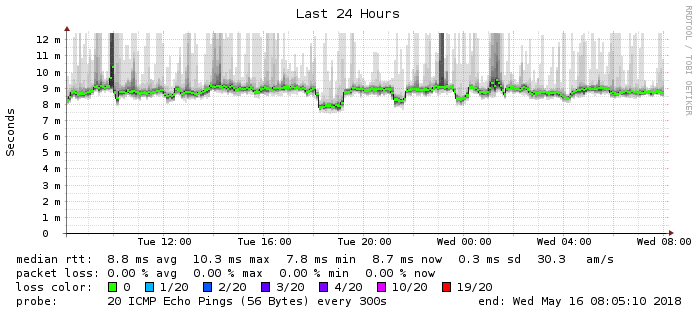 Last 24 Hours
RRDTOOL / TOBI OETIKER
Seconds
12 m
11 m
10 m
9 m
8 m
7 m
6 m
5 m
4 m
3 m
2 m
1 m
0
Tue 12:00 Tue 16:00 Tue 20:00 Wed 00:00 Wed 04:00 Wed 08:00
median rtt: 8.8 ms avg 10.3 ms max 7.8 ms min 8.7 ms now 0.3 ms sd 30.3 am/s
packet loss: 0.00 % avg 0.00 % max 0.00 % min 0.00 % now
loss color: 0 1/20 2/20 3/20 4/20 10/20 19/20
probe: 20 ICMP Echo Pings (56 Bytes) every 300s end: Wed May 16 08:05:10 2018